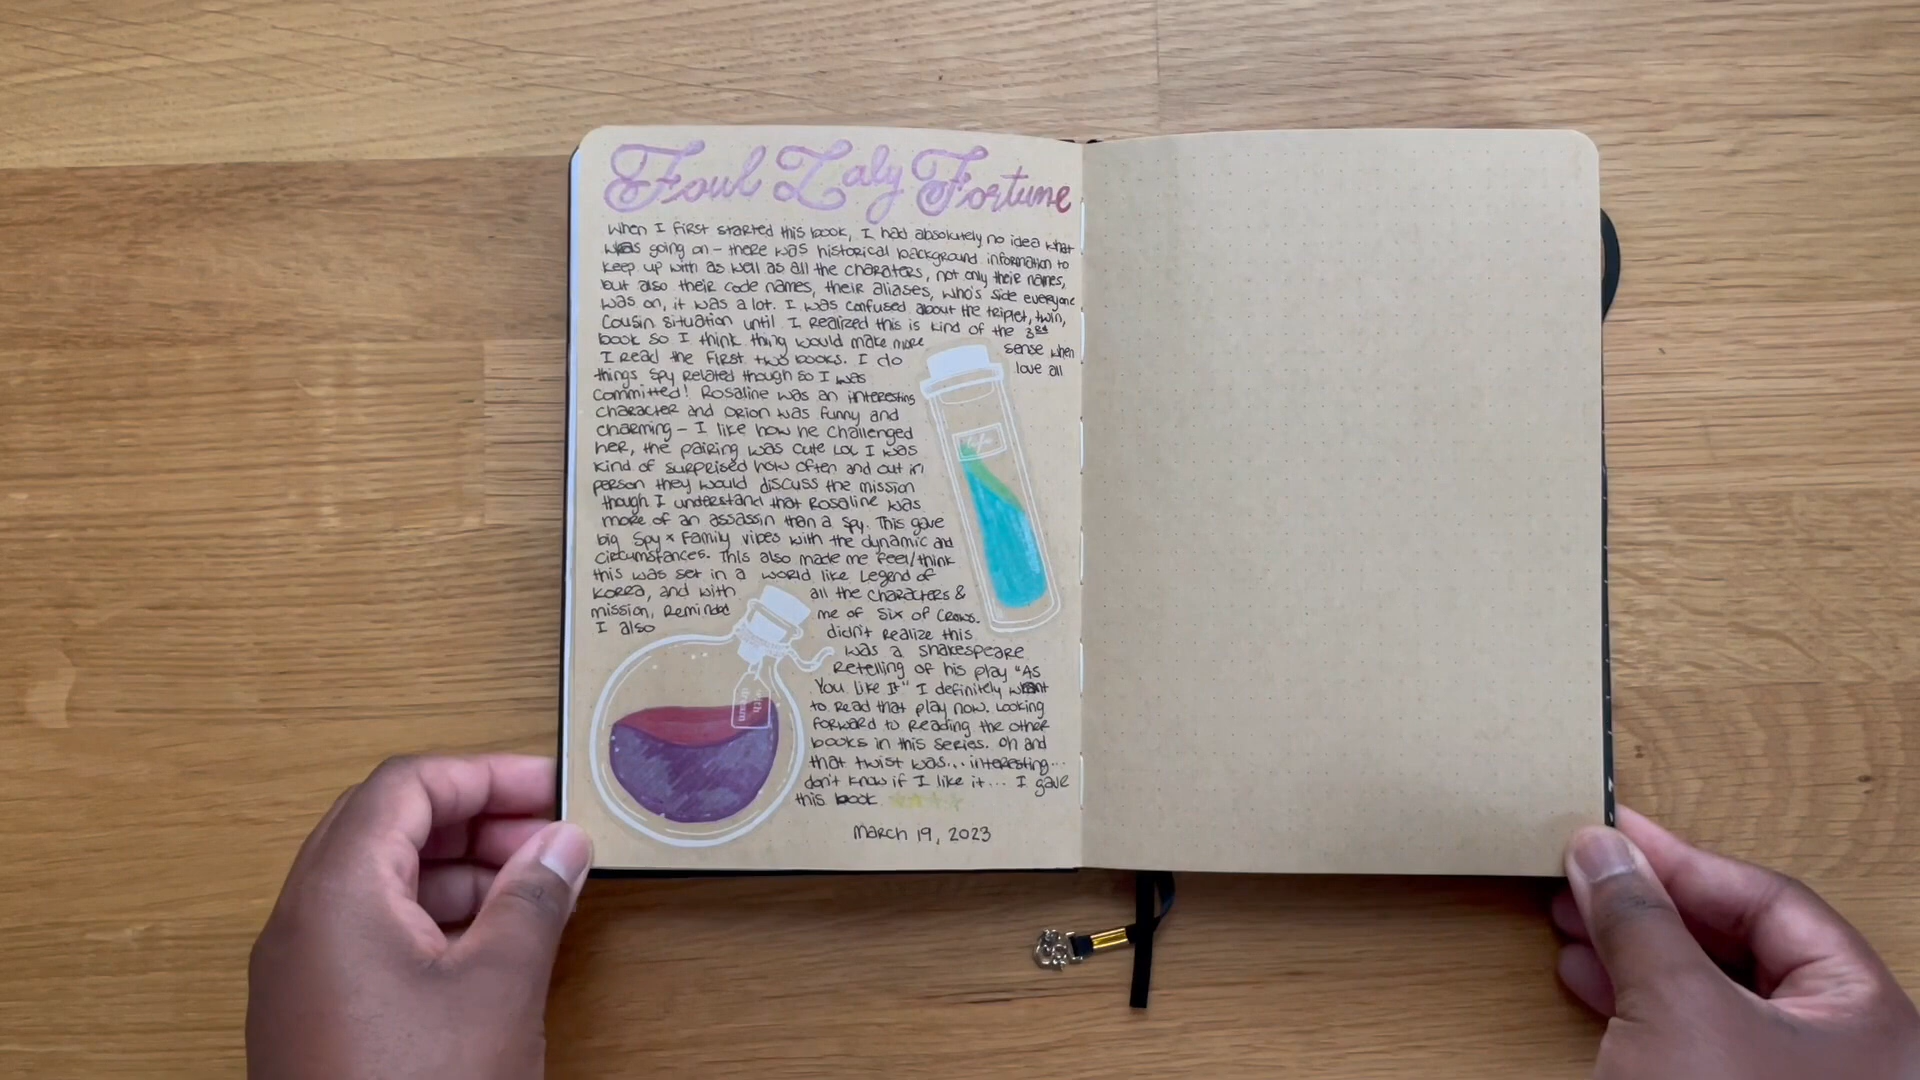 Foul Lady Fortune
When I first started this book, I had absolutely no idea what
was going on - there was historical background information to
keep up with as well as all the charaters, not only their names,
but also their code names, their aliases, who's side everyone
was on, it was a lot. I was confused about the triplet, twin,
cousin situation until I realized this is kind of the 3rd
book so I think thing would make more sense when
I read the first two books. I do love all
things spy related though so I was
committed! Rosaline was an interesting
character and Orion was funny and
charming - I like how he challenged
her, the pairing was cute lol I was
kind of surprised how often and out in
person they would discuss the mission
though I understand that Rosaline was
more of an assassin than a spy. This gave
big Spy x Family vibes with the dynamic and
circumstances. This also made me feel/think
this was set in a world like Legend of
Korra, and with all the characters &
mission, reminded me of Six of Crows.
I also didn't realize this
was a Shakespeare
retelling of his play "As
You Like It" I definitely want
to read that play now. Looking
forward to reading the other
books in this series. Oh and
that twist was... interesting...
don't know if I like it... I gave
this book ★★★★
March 19, 2023